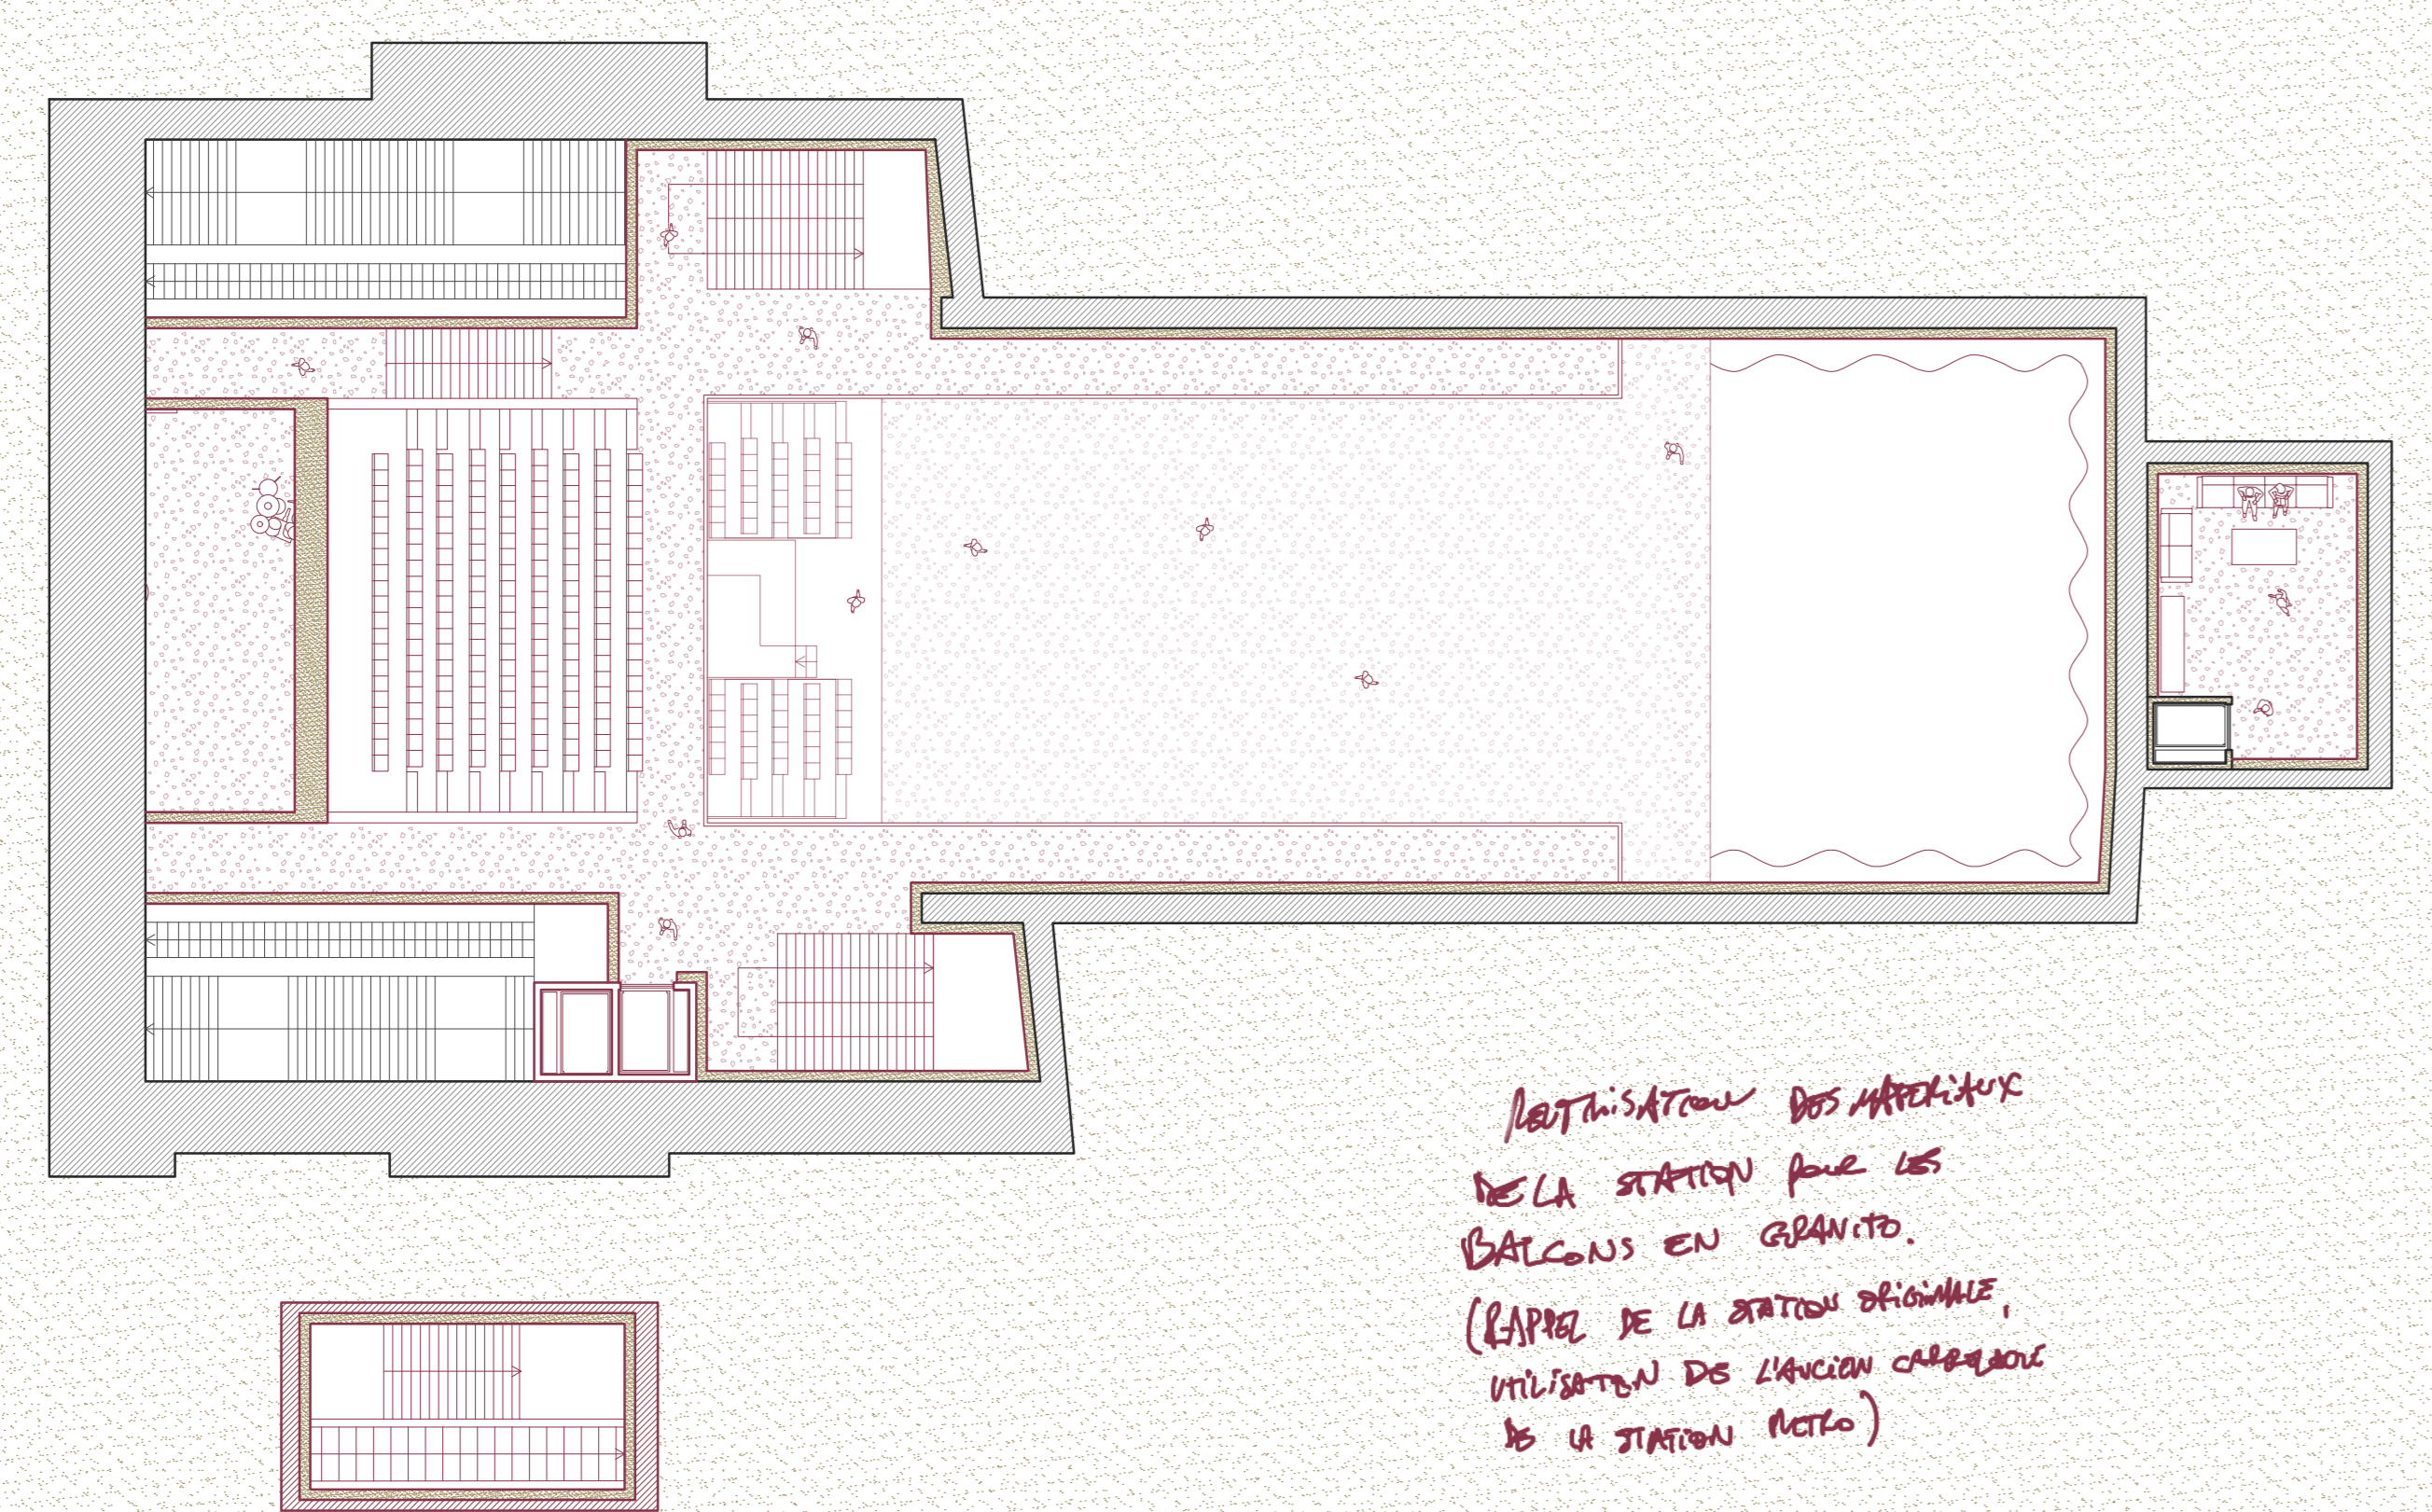 REUTILISATION DES MATERIAUX
DE LA STATION POUR LES
BALCONS EN GRANITO.
(RAPPEL DE LA STATION ORIGINALE,
UTILISATION DE L'ANCIEN CARRELAGE
DE LA STATION METRO)